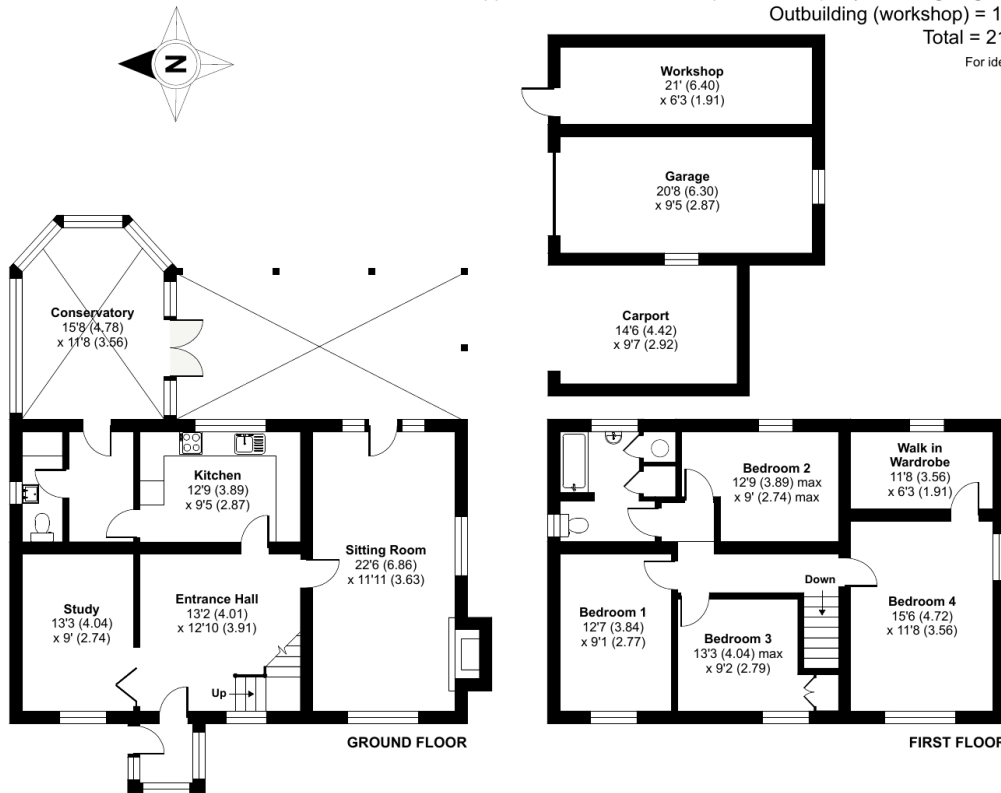 Outbuilding (workshop) = 1
Total = 21
For ide
N
Workshop
21' (6.40)
x 6'3 (1.91)
Garage
20'8 (6.30)
x 9'5 (2.87)
Carport
14'6 (4.42)
x 9'7 (2.92)
Conservatory
15'8 (4.78)
x 11'8 (3.56)
Kitchen
12'9 (3.89)
x 9'5 (2.87)
Sitting Room
22'6 (6.86)
x 11'11 (3.63)
Study
13'3 (4.04)
x 9' (2.74)
Entrance Hall
13'2 (4.01)
x 12'10 (3.91)
Up
GROUND FLOOR
Bedroom 2
12'9 (3.89) max
x 9' (2.74) max
Walk in
Wardrobe
11'8 (3.56)
x 6'3 (1.91)
Down
Bedroom 1
12'7 (3.84)
x 9'1 (2.77)
Bedroom 3
13'3 (4.04) max
x 9'2 (2.79)
Bedroom 4
15'6 (4.72)
x 11'8 (3.56)
FIRST FLOOR